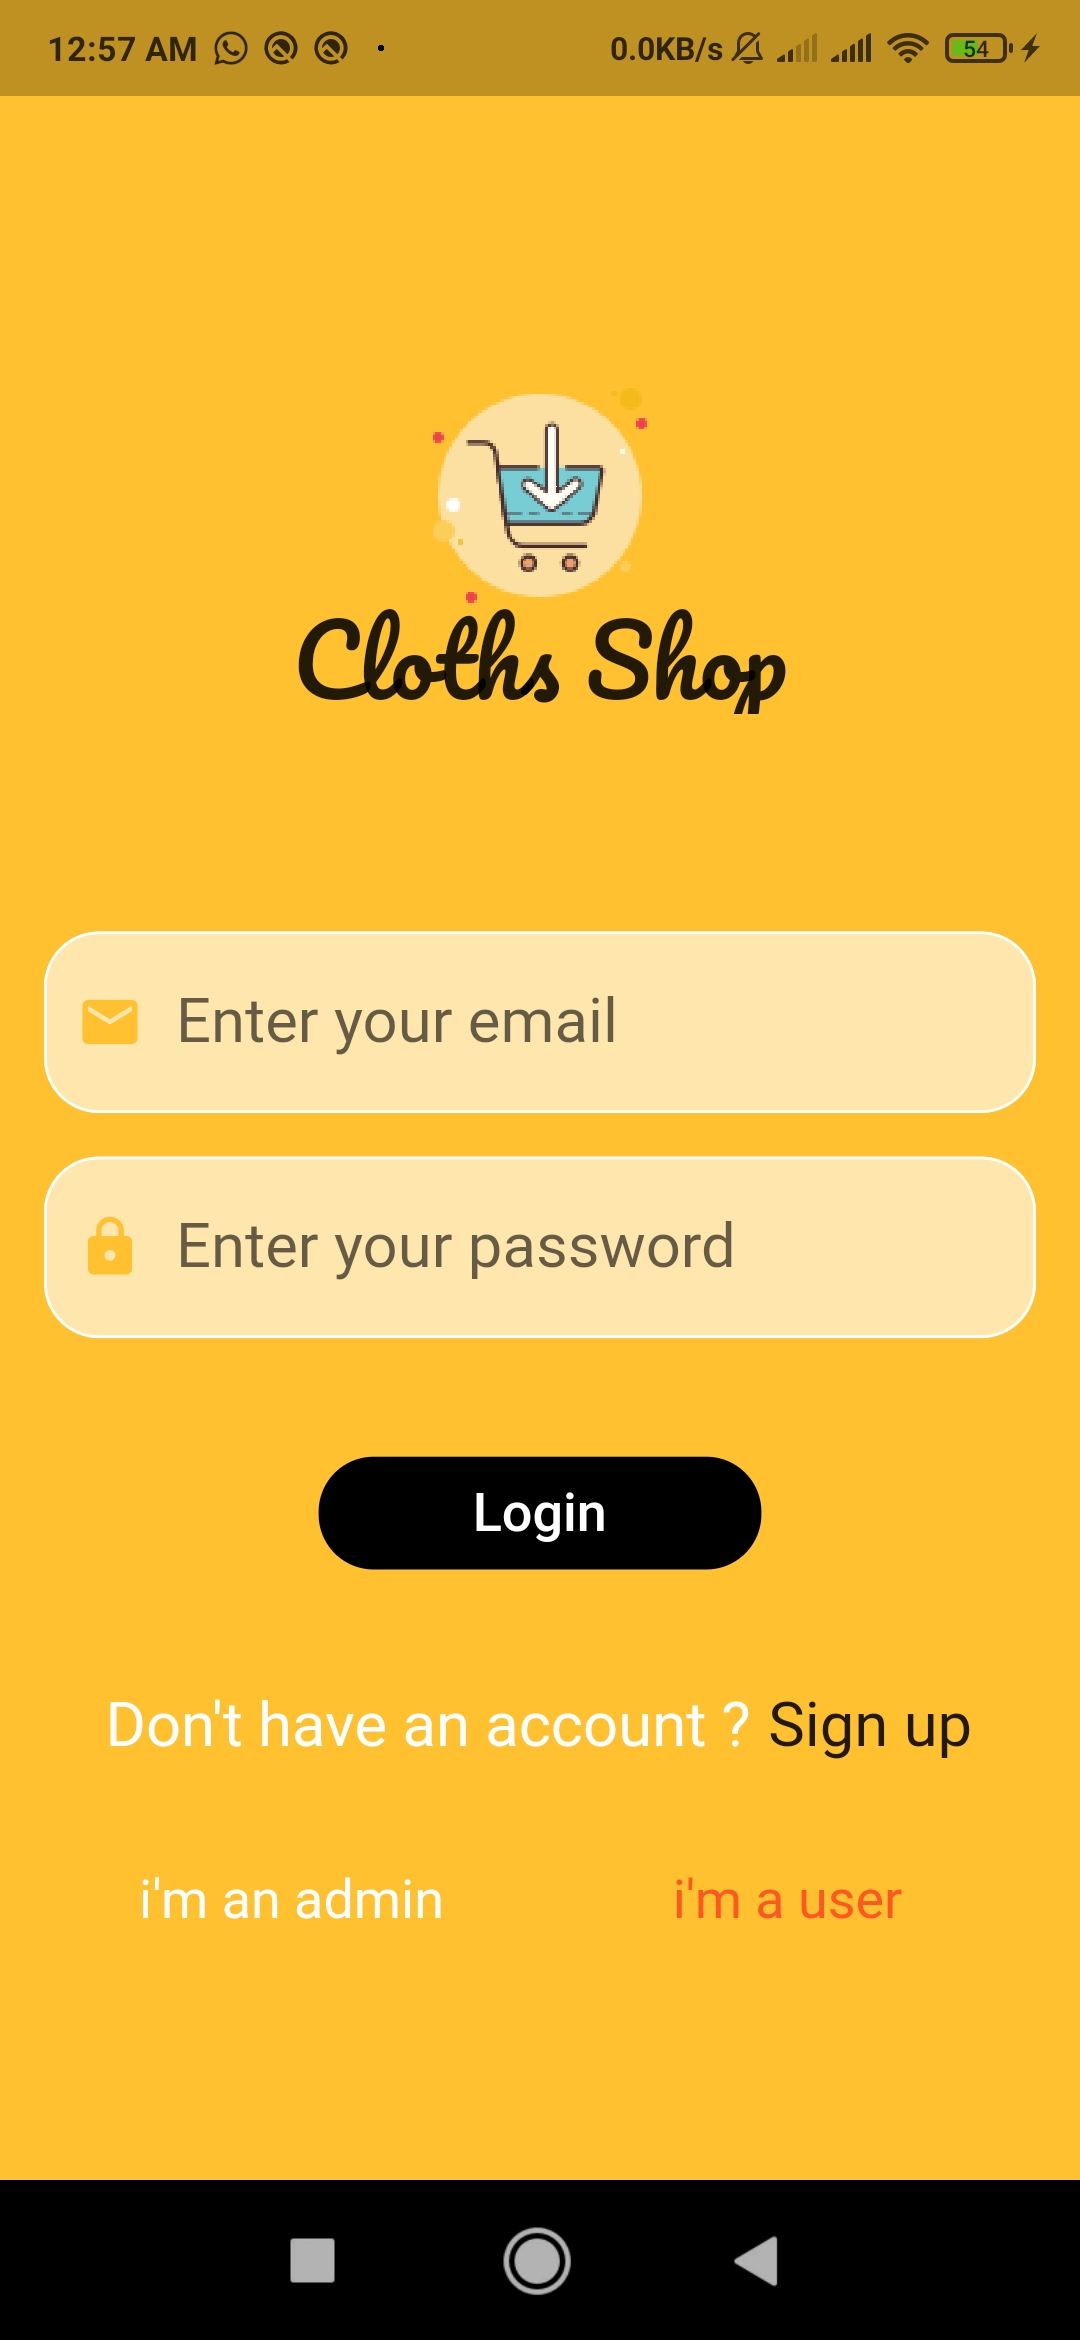 12:57 AM 0.0KB/s 54
Cloths Shop
Enter your email
Enter your password
Login
Don't have an account ? Sign up
i'm an admin i'm a user